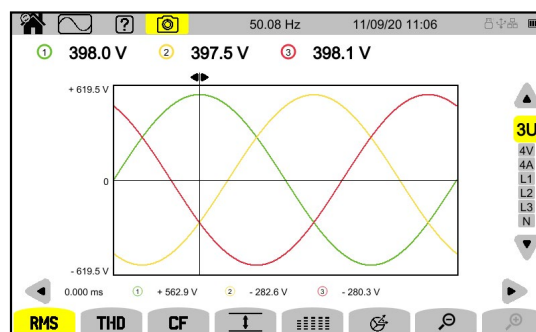 ? 50.08 Hz 11/09/20 11:06
1 398.0 V 2 397.5 V 3 398.1 V
+ 619.5 V
0
- 619.5 V
3U
4V
4A
L1
L2
L3
N
0.000 ms 1 + 562.9 V 2 - 282.6 V 3 - 280.3 V
RMS THD CF